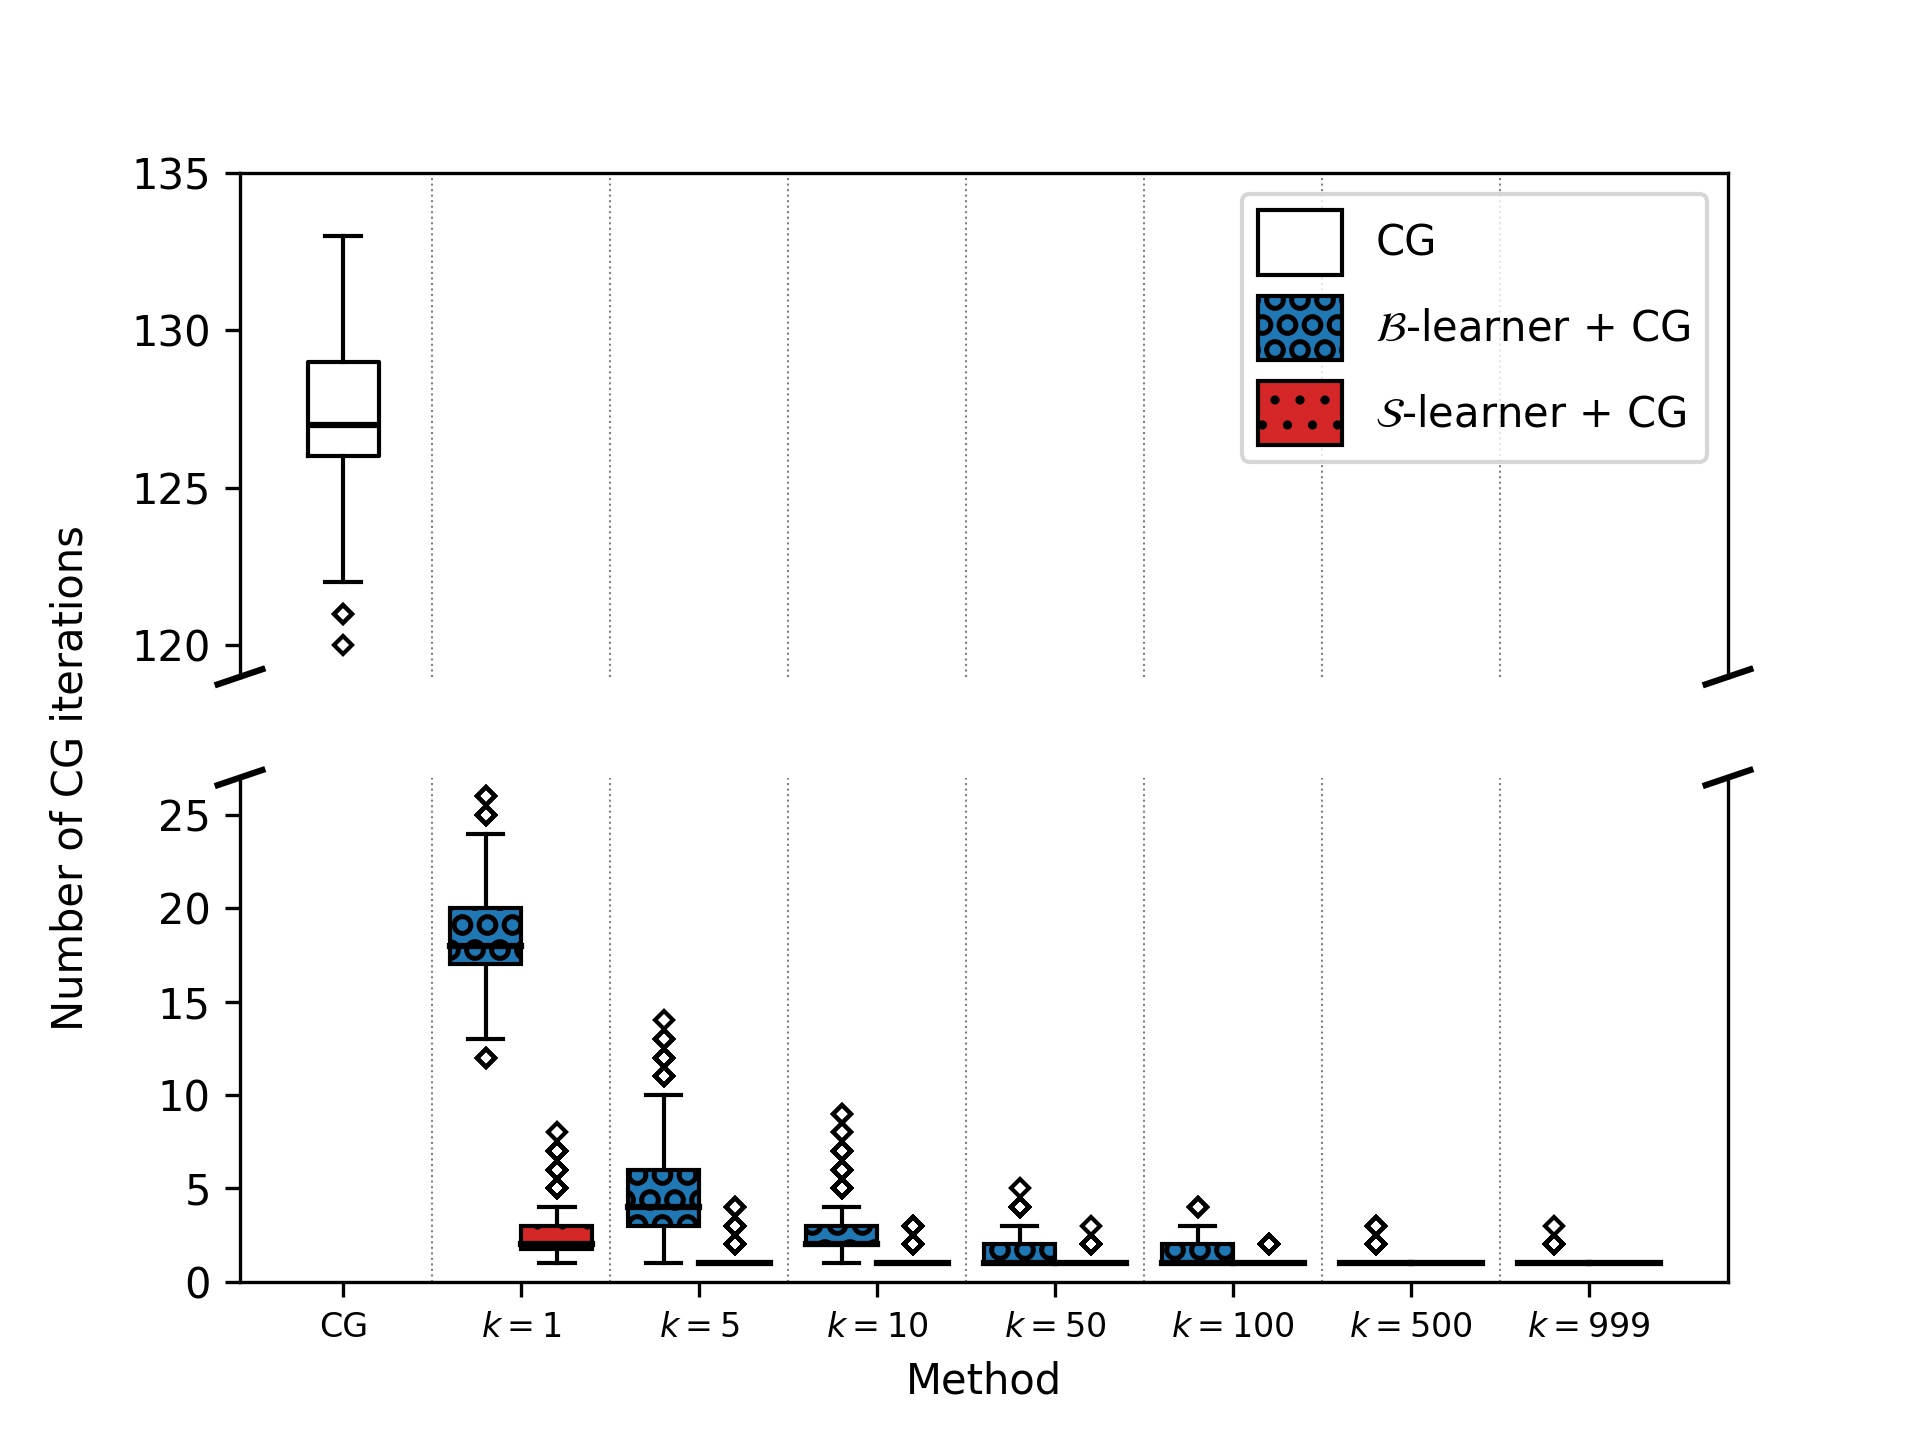 135
130
125
120
25
20
15
10
5
0
Number of CG iterations
CG
ℬ-learner + CG
𝒮-learner + CG
CG
k = 1
k = 5
k = 10
k = 50
k = 100
k = 500
k = 999
Method